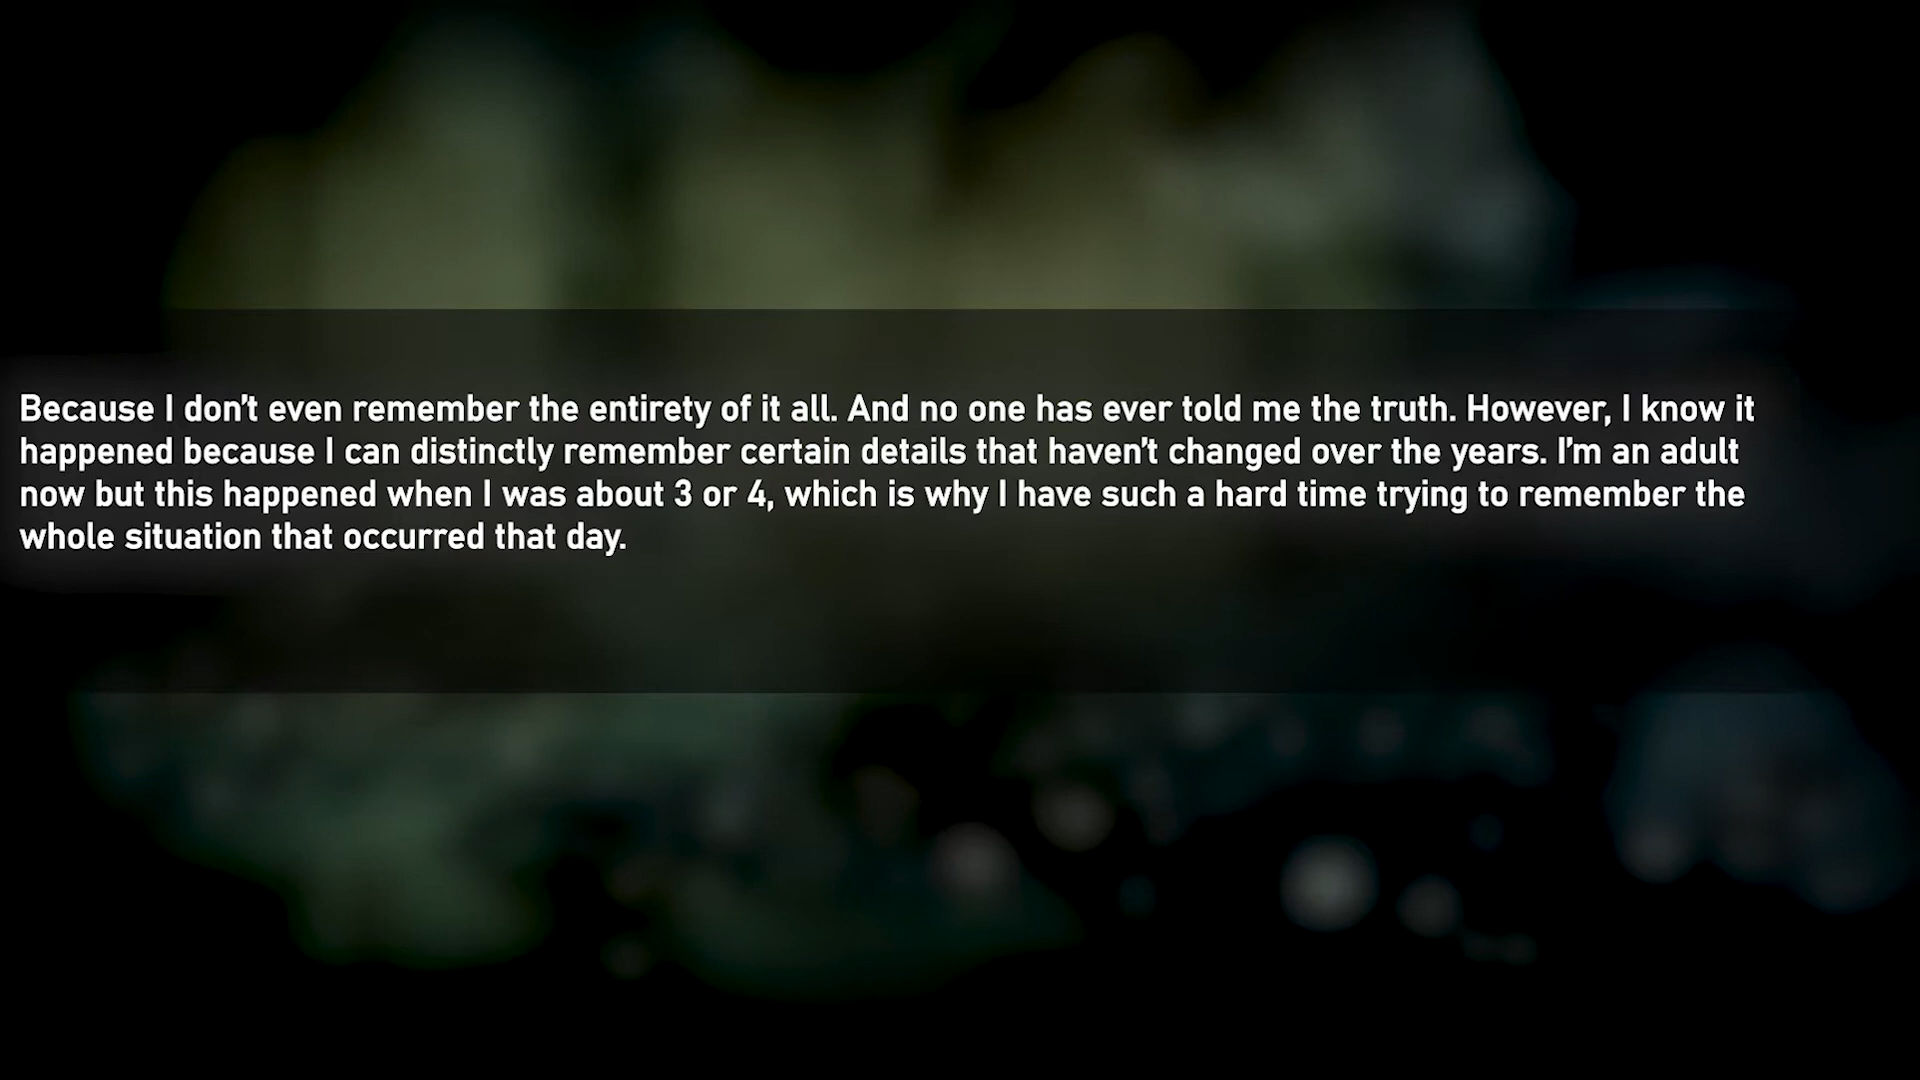 Because I don’t even remember the entirety of it all. And no one has ever told me the truth. However, I know it
happened because I can distinctly remember certain details that haven’t changed over the years. I’m an adult
now but this happened when I was about 3 or 4, which is why I have such a hard time trying to remember the
whole situation that occurred that day.